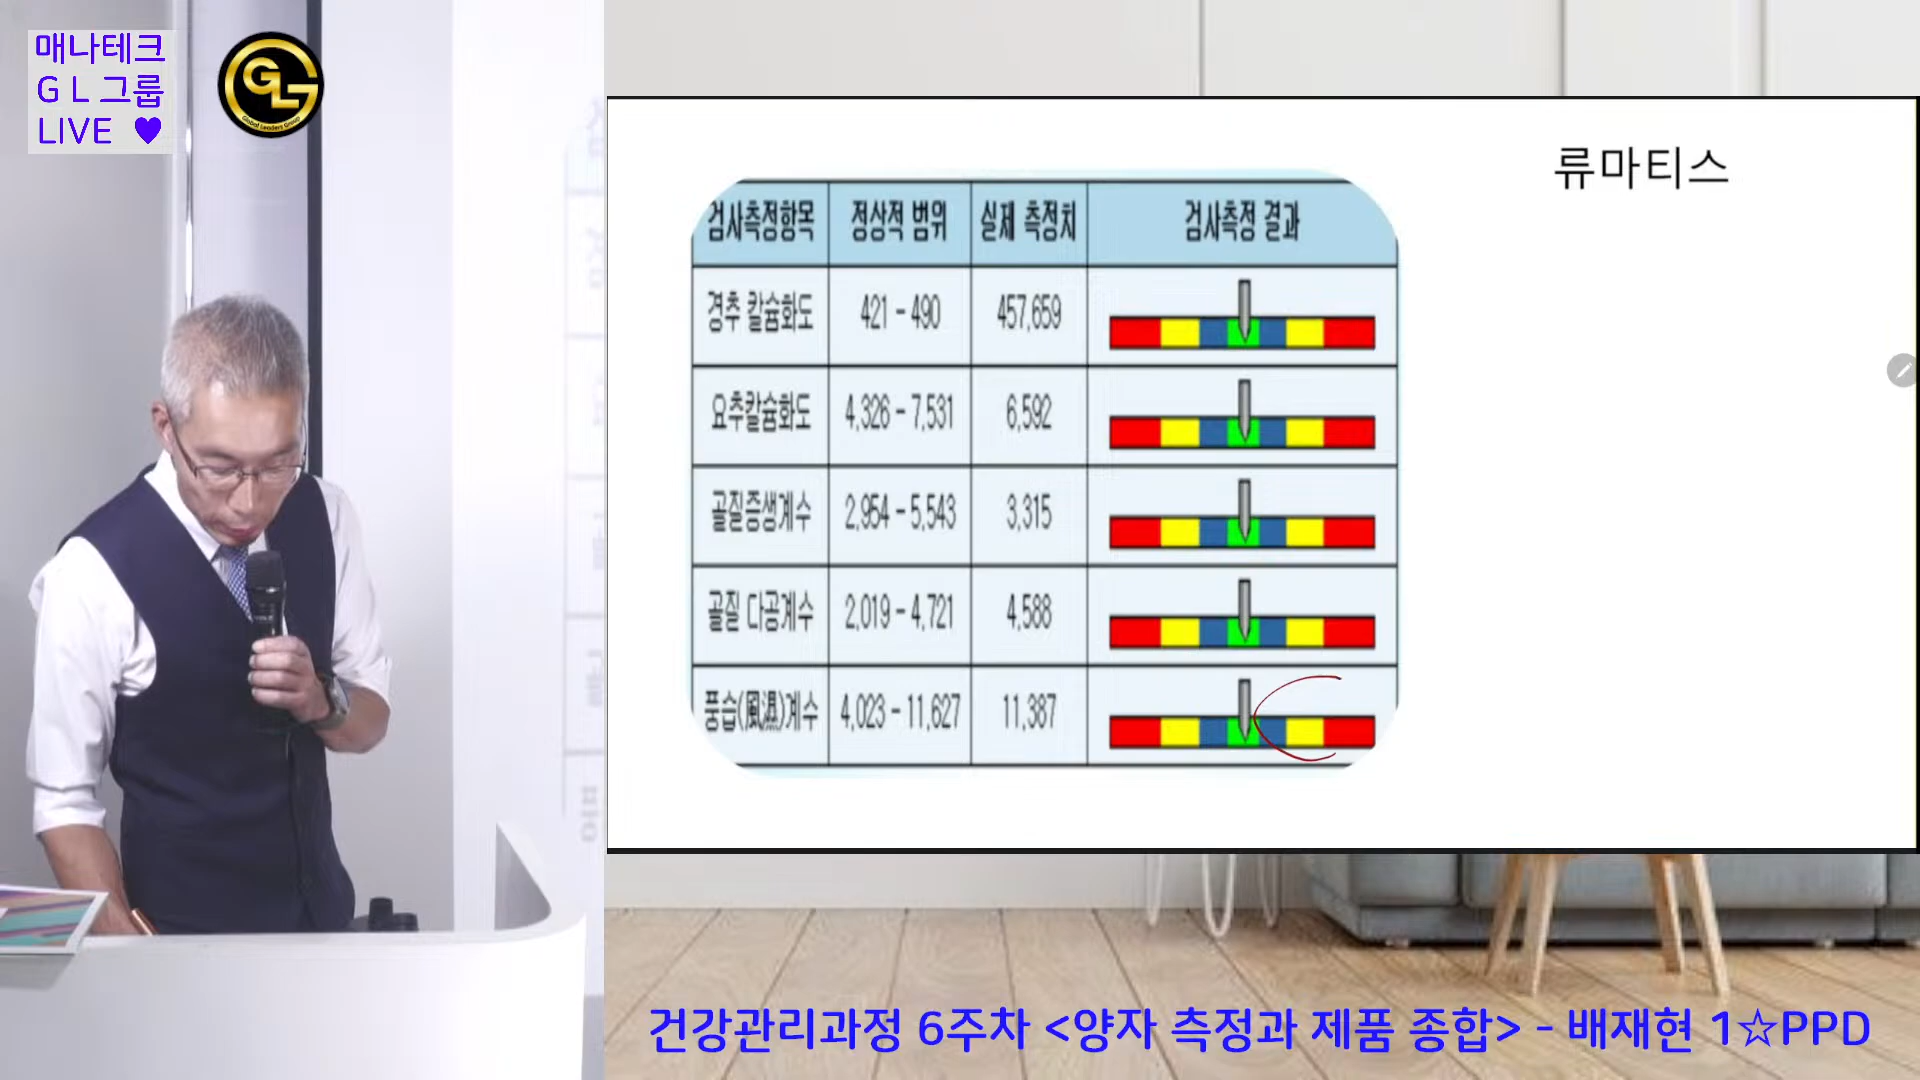 매나테크
G L 그룹
LIVE ♥
GLG
Global Leaders Group
류마티스
검사측정항목 정상적 범위 실제 측정치 검사측정 결과
경추 칼슘화도 421 - 490 457,659
요추칼슘화도 4,326 - 7,531 6,592
골질증생계수 2,954 - 5,543 3,315
골질 다공계수 2,019 - 4,721 4,588
풍습(風濕)계수 4,023 - 11,627 11,387
건강관리과정 6주차 <양자 측정과 제품 종합> - 배재현 1☆PPD